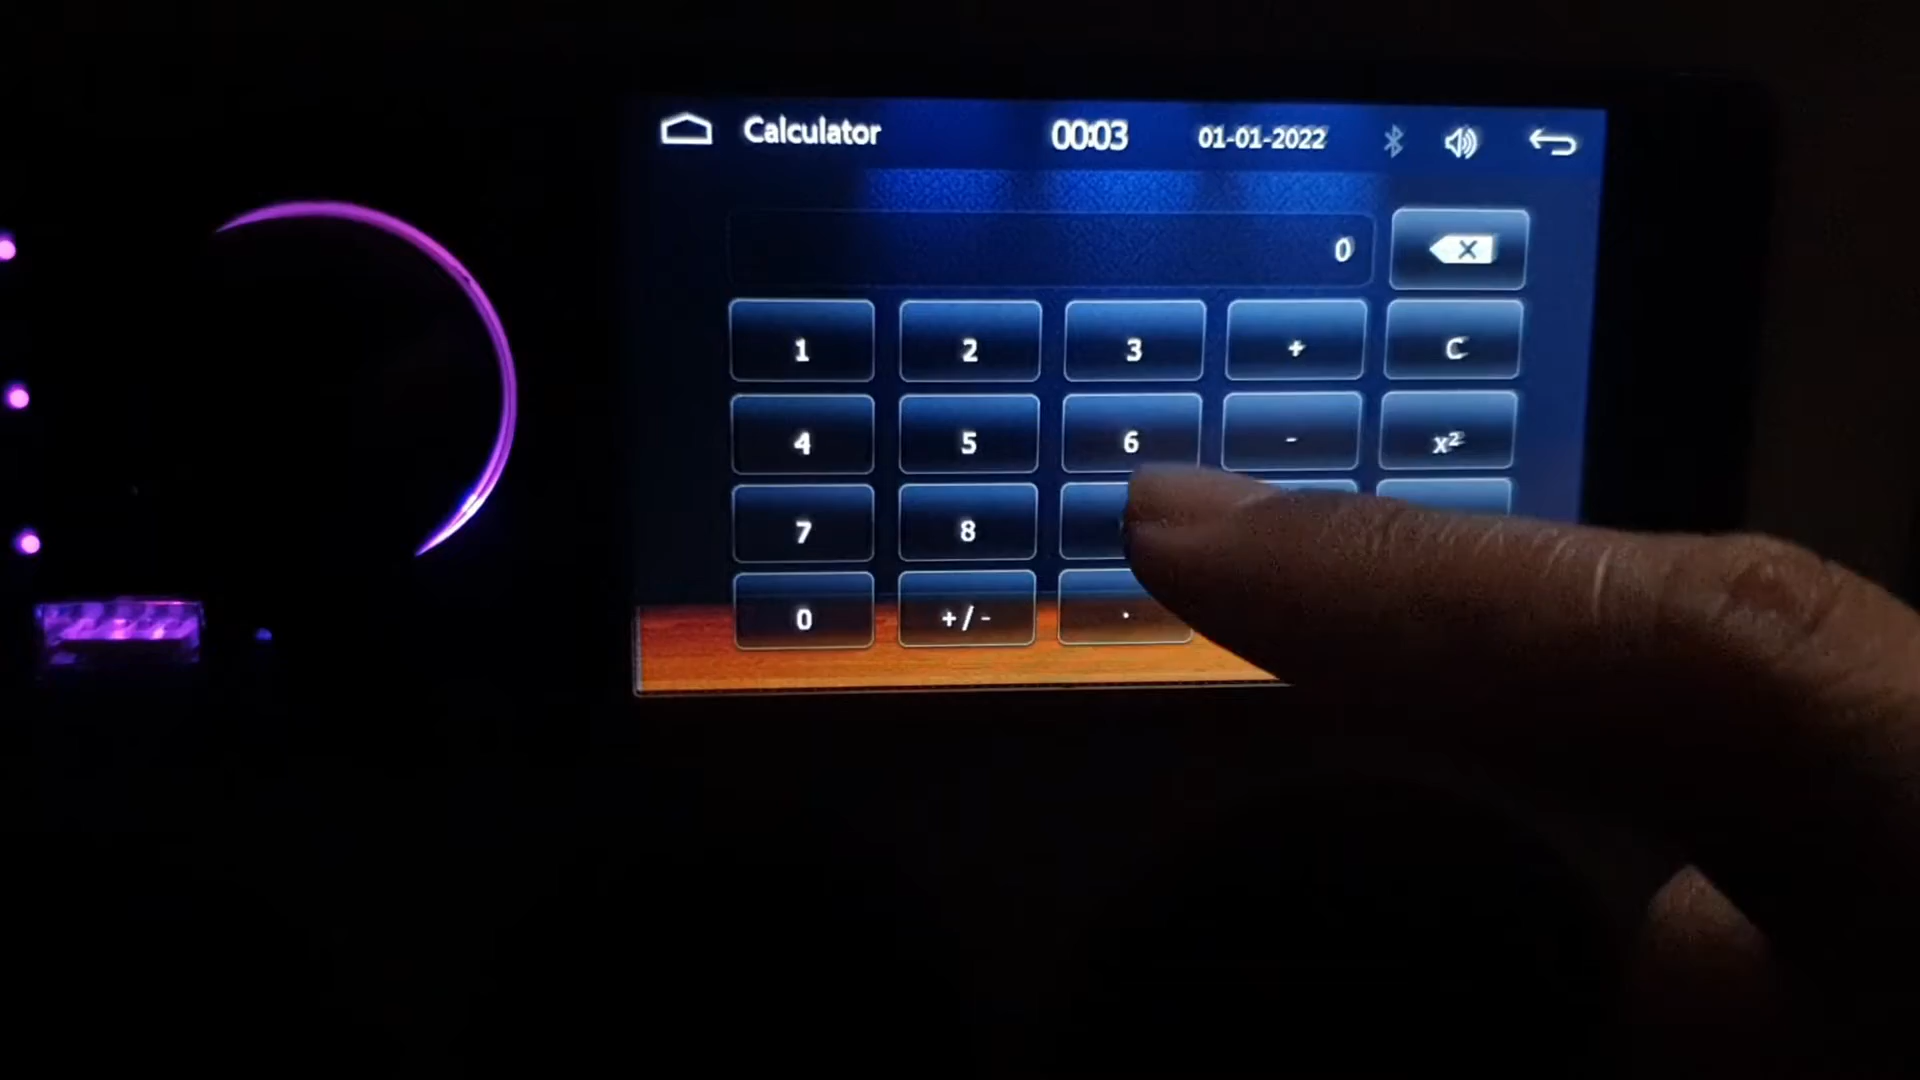 Calculator 00:03 01-01-2022
0
1 2 3 + C
4 5 6 - x²
7 8
0 +/- .